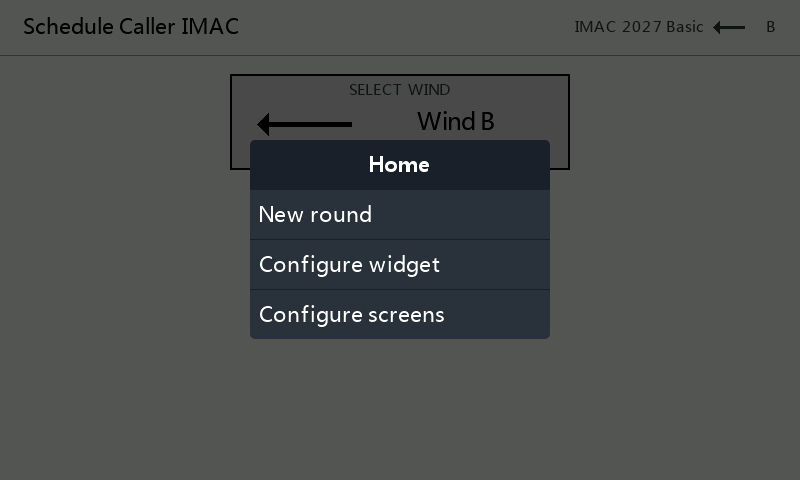 Schedule Caller IMAC
IMAC 2027 Basic B
SELECT WIND
Wind B
Home
New round
Configure widget
Configure screens